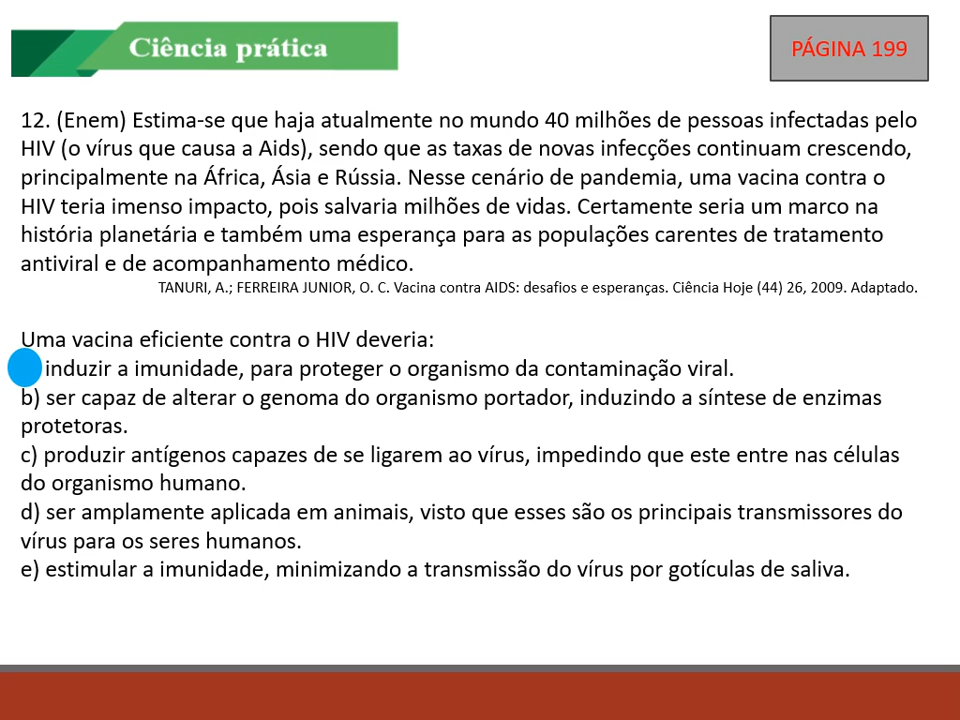 Ciência prática
PÁGINA 199
12. (Enem) Estima-se que haja atualmente no mundo 40 milhões de pessoas infectadas pelo
HIV (o vírus que causa a Aids), sendo que as taxas de novas infecções continuam crescendo,
principalmente na África, Ásia e Rússia. Nesse cenário de pandemia, uma vacina contra o
HIV teria imenso impacto, pois salvaria milhões de vidas. Certamente seria um marco na
história planetária e também uma esperança para as populações carentes de tratamento
antiviral e de acompanhamento médico.
TANURI, A.; FERREIRA JUNIOR, O. C. Vacina contra AIDS: desafios e esperanças. Ciência Hoje (44) 26, 2009. Adaptado.
Uma vacina eficiente contra o HIV deveria:
induzir a imunidade, para proteger o organismo da contaminação viral.
b) ser capaz de alterar o genoma do organismo portador, induzindo a síntese de enzimas
protetoras.
c) produzir antígenos capazes de se ligarem ao vírus, impedindo que este entre nas células
do organismo humano.
d) ser amplamente aplicada em animais, visto que esses são os principais transmissores do
vírus para os seres humanos.
e) estimular a imunidade, minimizando a transmissão do vírus por gotículas de saliva.